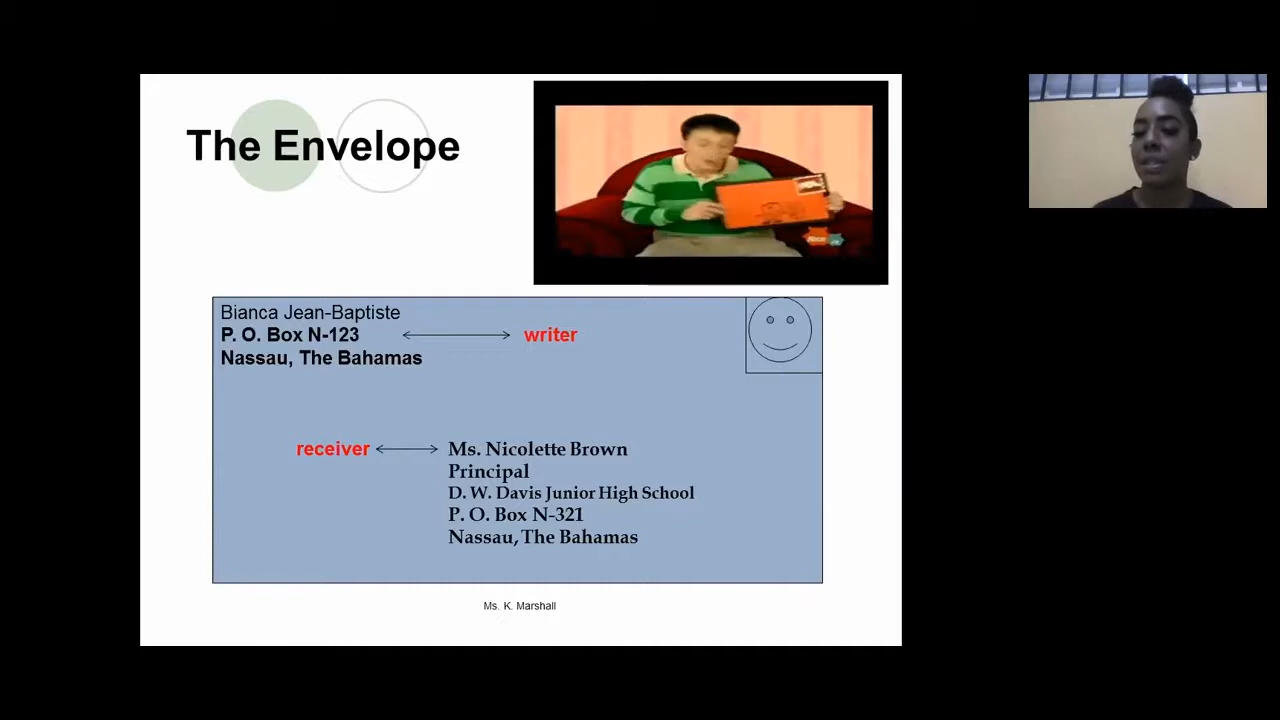 The Envelope
Bianca Jean-Baptiste
P. O. Box N-123
writer
Nassau, The Bahamas
receiver
Ms. Nicolette Brown
Principal
D. W. Davis Junior High School
P. O. Box N-321
Nassau, The Bahamas
Ms. K. Marshall